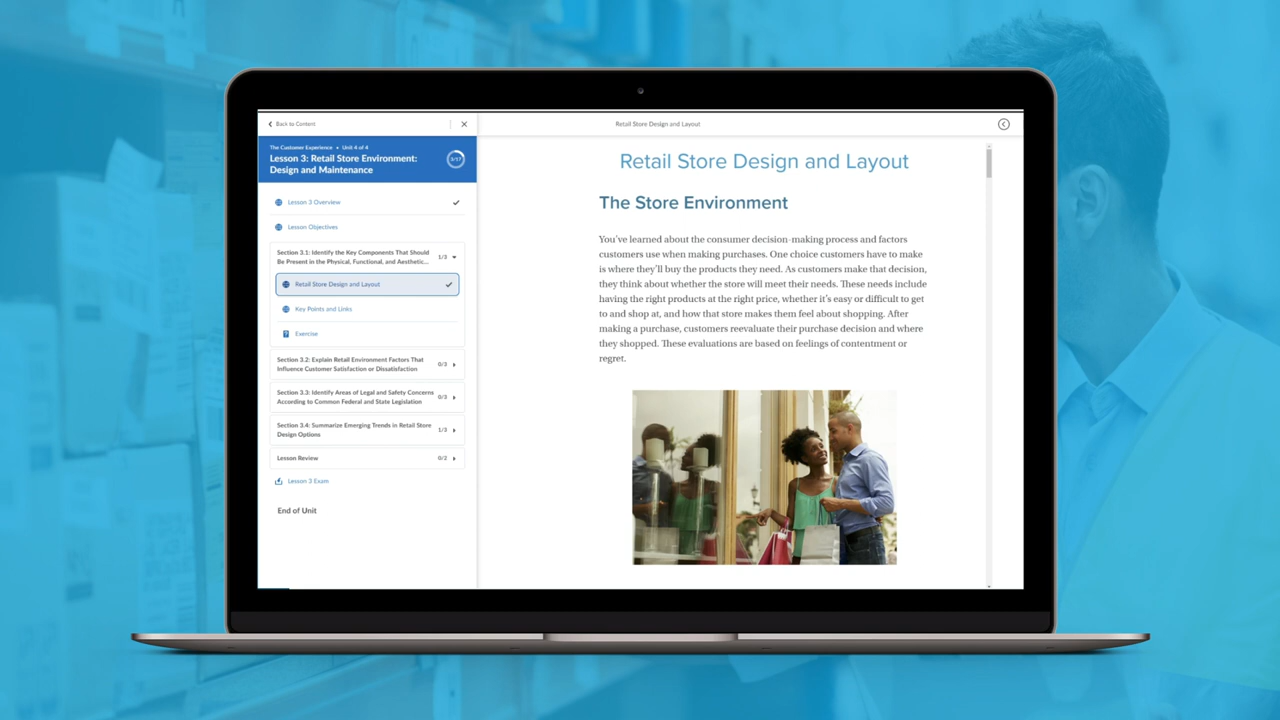 Back to Content
The Customer Experience • Unit 4 of 4
Lesson 3: Retail Store Environment:
Design and Maintenance
3/17
Lesson 3 Overview
Lesson Objectives
Section 3.1: Identify the Key Components That Should
Be Present in the Physical, Functional, and Aesthetic...
1/3
Retail Store Design and Layout
Key Points and Links
Exercise
Section 3.2: Explain Retail Environment Factors That
Influence Customer Satisfaction or Dissatisfaction
0/3
Section 3.3: Identify Areas of Legal and Safety Concerns
According to Common Federal and State Legislation
0/3
Section 3.4: Summarize Emerging Trends in Retail Store
Design Options
1/3
Lesson Review
0/2
Lesson 3 Exam
End of Unit
Retail Store Design and Layout
Retail Store Design and Layout
The Store Environment
You've learned about the consumer decision-making process and factors
customers use when making purchases. One choice customers have to make
is where they'll buy the products they need. As customers make that decision,
they think about whether the store will meet their needs. These needs include
having the right products at the right price, whether it's easy or difficult to get
to and shop at, and how that store makes them feel about shopping. After
making a purchase, customers reevaluate their purchase decision and where
they shopped. These evaluations are based on feelings of contentment or
regret.